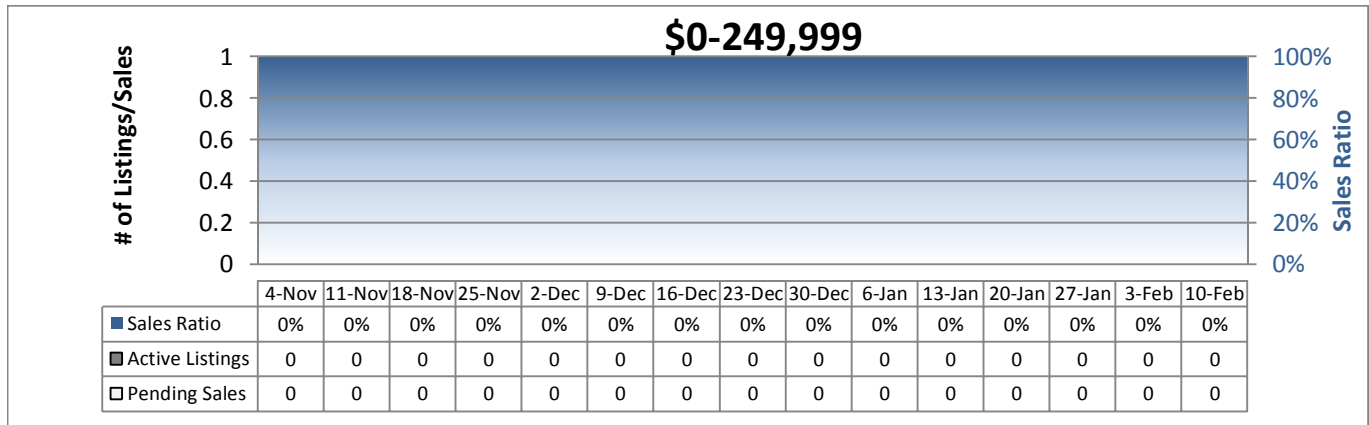 $0-249,999
# of Listings/Sales
1
0.8
0.6
0.4
0.2
0
100%
80%
60%
40%
20%
0%
Sales Ratio
4-Nov 11-Nov 18-Nov 25-Nov 2-Dec 9-Dec 16-Dec 23-Dec 30-Dec 6-Jan 13-Jan 20-Jan 27-Jan 3-Feb 10-Feb
Sales Ratio 0% 0% 0% 0% 0% 0% 0% 0% 0% 0% 0% 0% 0% 0% 0%
Active Listings 0 0 0 0 0 0 0 0 0 0 0 0 0 0 0
Pending Sales 0 0 0 0 0 0 0 0 0 0 0 0 0 0 0